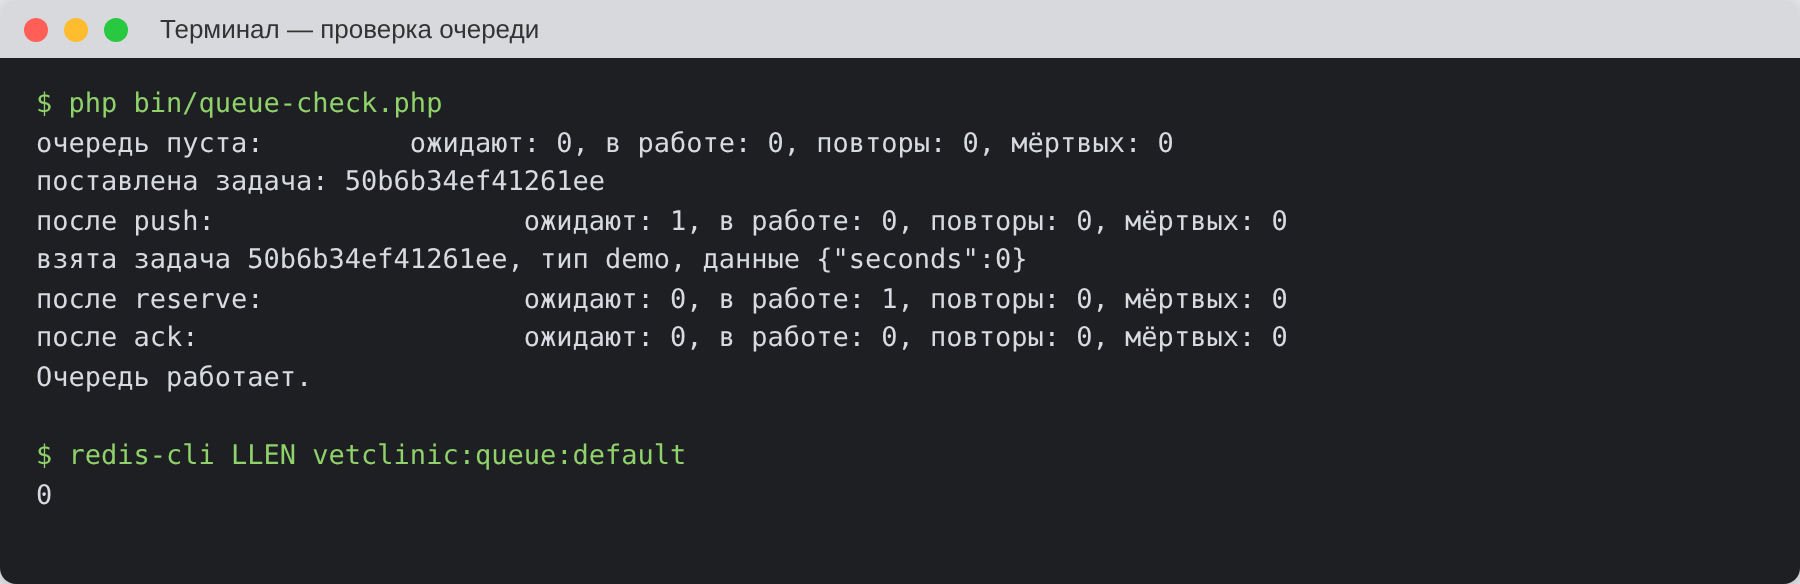 Терминал — проверка очереди
$ php bin/queue-check.php
очередь пуста:         ожидают: 0, в работе: 0, повторы: 0, мёртвых: 0
поставлена задача: 50b6b34ef41261ee
после push:                   ожидают: 1, в работе: 0, повторы: 0, мёртвых: 0
взята задача 50b6b34ef41261ee, тип demo, данные {"seconds":0}
после reserve:                ожидают: 0, в работе: 1, повторы: 0, мёртвых: 0
после ack:                    ожидают: 0, в работе: 0, повторы: 0, мёртвых: 0
Очередь работает.
$ redis-cli LLEN vetclinic:queue:default
0